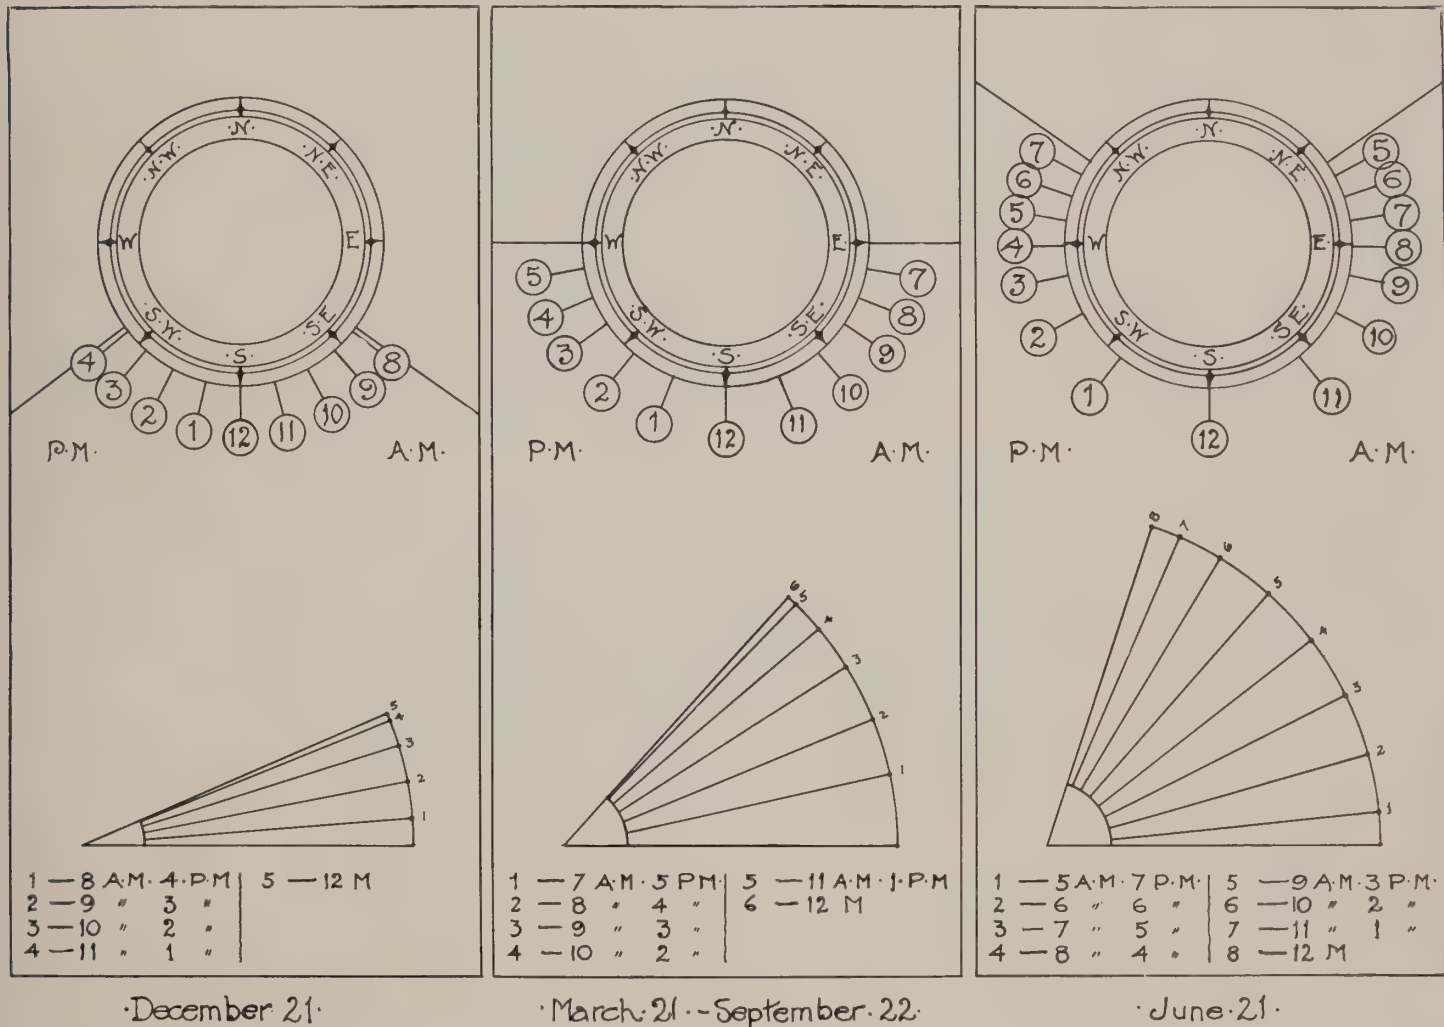 ·N·
·N·W·
·N·E·
W
E
·S·W·
·S·E·
·S·
4
3
2
1
12
11
10
9
8
P.M.
A.M.
5
4
3
2
1
1 — 8 A.M. 4 P.M. 5 — 12 M
2 — 9 " 3 "
3 — 10 " 2 "
4 — 11 " 1 "
·December 21·
·N·
·N·W·
·N·E·
W
E·
·S·W·
·S·E·
·S·
5
4
3
2
1
12
11
10
9
8
7
P.M.
A.M.
6
5
4
3
2
1
1 — 7 A.M. 5 P.M. 5 — 11 A.M. 1 P.M
2 — 8 " 4 " 6 — 12 M
3 — 9 " 3 "
4 — 10 " 2 "
·March·21··-September·22·
·N·
·N·W·
·N·E·
W
E·
·S·W
·S·E·
·S·
7
6
5
4
3
2
1
12
11
10
9
8
7
6
5
P.M.
A.M.
8
7
6
5
4
3
2
1
1 — 5 A.M. 7 P.M. 5 — 9 A.M. 3 P.M.
2 — 6 " 6 " 6 — 10 " 2 "
3 — 7 " 5 " 7 — 11 " 1 "
4 — 8 " 4 " 8 — 12 M
·June·21·